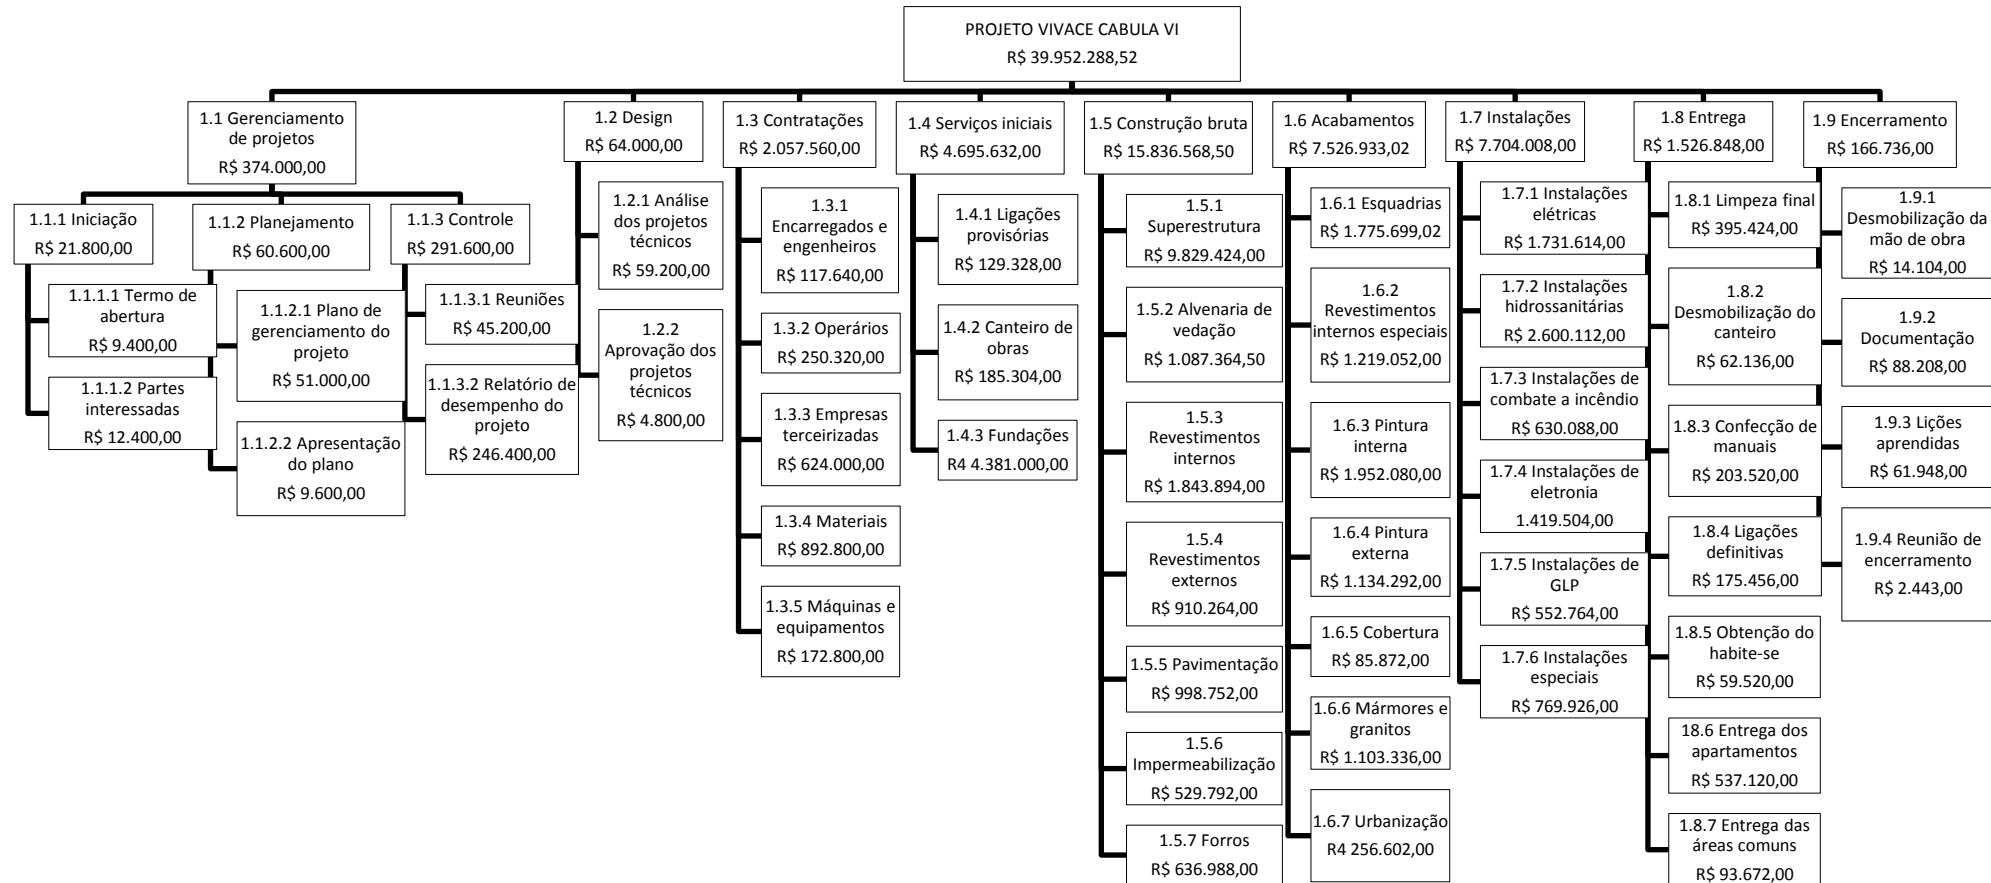 PROJETO VIVACE CABULA VI
R$ 39.952.288,52
1.1 Gerenciamento
de projetos
R$ 374.000,00
1.1.1 Iniciação
R$ 21.800,00
1.1.1.1 Termo de
abertura
R$ 9.400,00
1.1.1.2 Partes
interessadas
R$ 12.400,00
1.1.2 Planejamento
R$ 60.600,00
1.1.2.1 Plano de
gerenciamento do
projeto
R$ 51.000,00
1.1.2.2 Apresentação
do plano
R$ 9.600,00
1.1.3 Controle
R$ 291.600,00
1.1.3.1 Reuniões
R$ 45.200,00
1.1.3.2 Relatório de
desempenho do
projeto
R$ 246.400,00
1.2 Design
R$ 64.000,00
1.2.1 Análise
dos projetos
técnicos
R$ 59.200,00
1.2.2
Aprovação dos
projetos
técnicos
R$ 4.800,00
1.3 Contratações
R$ 2.057.560,00
1.3.1
Encarregados e
engenheiros
R$ 117.640,00
1.3.2 Operários
R$ 250.320,00
1.3.3 Empresas
terceirizadas
R$ 624.000,00
1.3.4 Materiais
R$ 892.800,00
1.3.5 Máquinas e
equipamentos
R$ 172.800,00
1.4 Serviços iniciais
R$ 4.695.632,00
1.4.1 Ligações
provisórias
R$ 129.328,00
1.4.2 Canteiro de
obras
R$ 185.304,00
1.4.3 Fundações
R4 4.381.000,00
1.5 Construção bruta
R$ 15.836.568,50
1.5.1
Superestrutura
R$ 9.829.424,00
1.5.2 Alvenaria de
vedação
R$ 1.087.364,50
1.5.3
Revestimentos
internos
R$ 1.843.894,00
1.5.4
Revestimentos
externos
R$ 910.264,00
1.5.5 Pavimentação
R$ 998.752,00
1.5.6
Impermeabilização
R$ 529.792,00
1.5.7 Forros
R$ 636.988,00
1.6 Acabamentos
R$ 7.526.933,02
1.6.1 Esquadrias
R$ 1.775.699,02
1.6.2
Revestimentos
internos especiais
R$ 1.219.052,00
1.6.3 Pintura
interna
R$ 1.952.080,00
1.6.4 Pintura
externa
R$ 1.134.292,00
1.6.5 Cobertura
R$ 85.872,00
1.6.6 Mármores e
granitos
R$ 1.103.336,00
1.6.7 Urbanização
R4 256.602,00
1.7 Instalações
R$ 7.704.008,00
1.7.1 Instalações
elétricas
R$ 1.731.614,00
1.7.2 Instalações
hidrossanitárias
R$ 2.600.112,00
1.7.3 Instalações de
combate a incêndio
R$ 630.088,00
1.7.4 Instalações de
eletronia
1.419.504,00
1.7.5 Instalações de
GLP
R$ 552.764,00
1.7.6 Instalações
especiais
R$ 769.926,00
1.8 Entrega
R$ 1.526.848,00
1.8.1 Limpeza final
R$ 395.424,00
1.8.2
Desmobilização do
canteiro
R$ 62.136,00
1.8.3 Confecção de
manuais
R$ 203.520,00
1.8.4 Ligações
definitivas
R$ 175.456,00
1.8.5 Obtenção do
habite-se
R$ 59.520,00
18.6 Entrega dos
apartamentos
R$ 537.120,00
1.8.7 Entrega das
áreas comuns
R$ 93.672,00
1.9 Encerramento
R$ 166.736,00
1.9.1
Desmobilização da
mão de obra
R$ 14.104,00
1.9.2
Documentação
R$ 88.208,00
1.9.3 Lições
aprendidas
R$ 61.948,00
1.9.4 Reunião de
encerramento
R$ 2.443,00